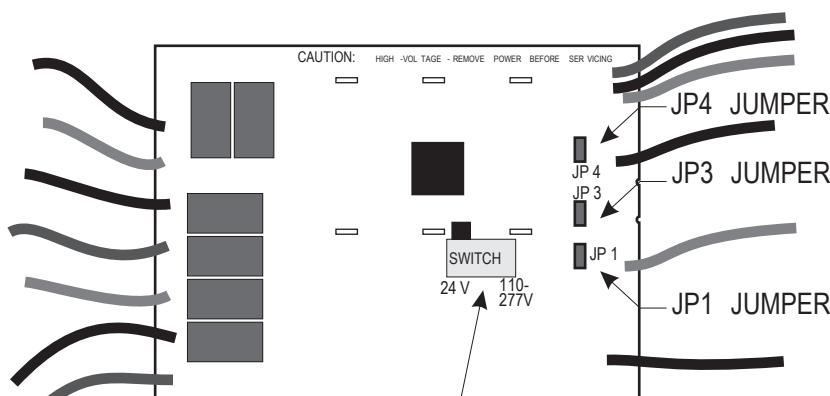 CAUTION: HIGH -VOL TAGE - REMOVE POWER BEFORE SER VICING
JP4 JUMPER
JP 4
JP3 JUMPER
JP 3
JP 1
SWITCH
24 V
110-
277V
JP1 JUMPER